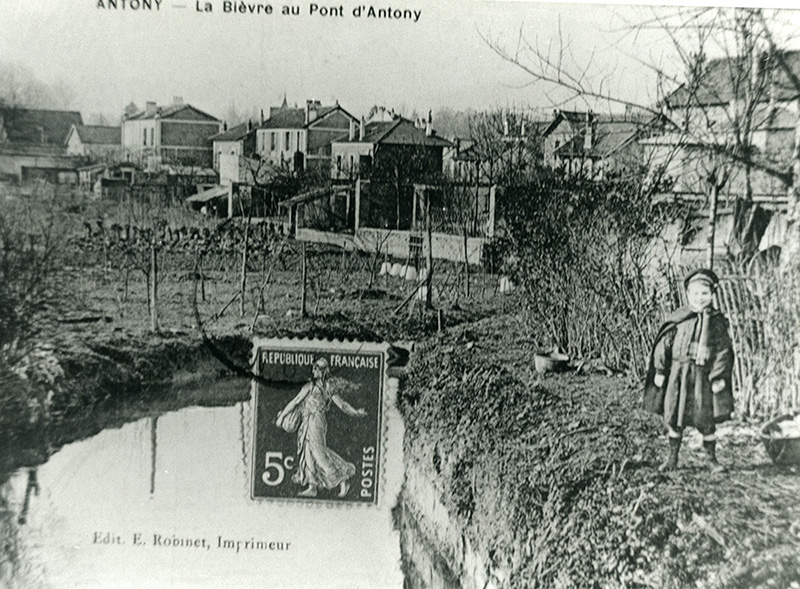 ANTONY — La Bièvre au Pont d'Antony
REPUBLIQUE FRANÇAISE
5c
POSTES
Edit. E. Robinet, Imprimeur